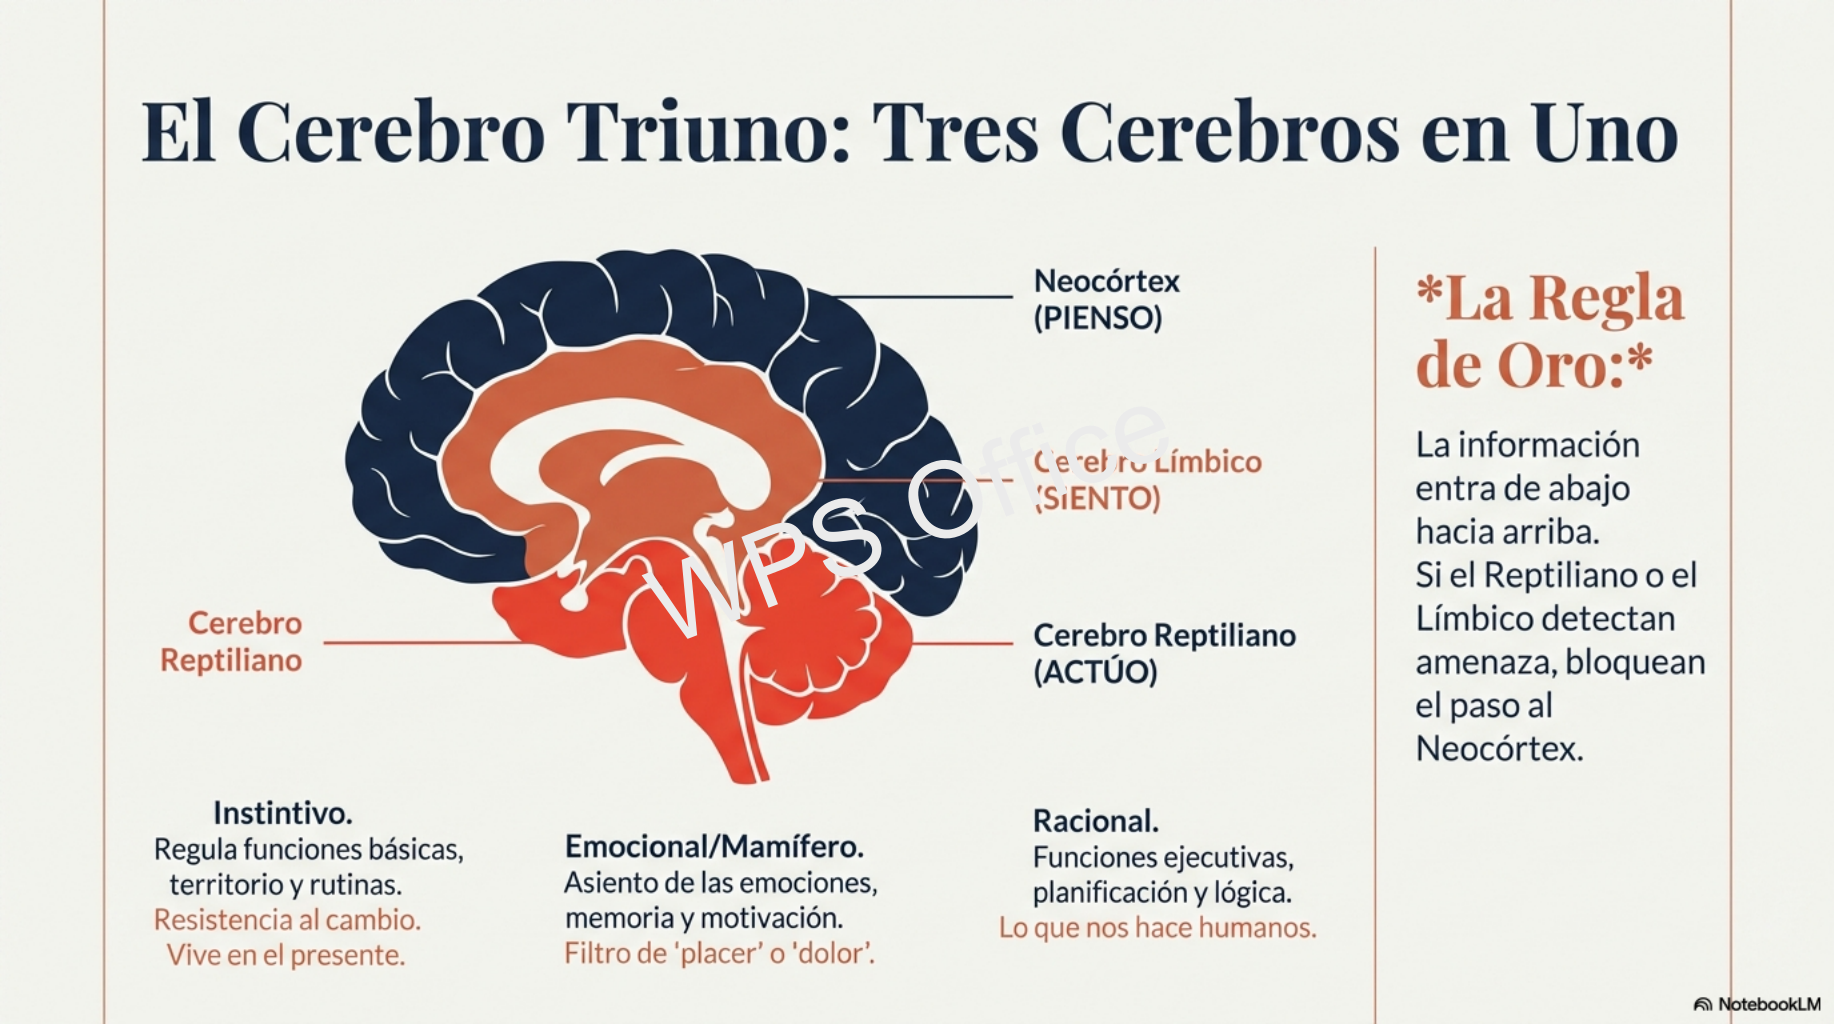 El Cerebro Triuno: Tres Cerebros en Uno
Neocórtex
(PIENSO)
Cerebro Límbico
(SIENTO)
Cerebro Reptiliano
(ACTÚO)
Cerebro
Reptiliano
WPS Office
Instintivo.
Regula funciones básicas,
territorio y rutinas.
Resistencia al cambio.
Vive en el presente.
Emocional/Mamífero.
Asiento de las emociones,
memoria y motivación.
Filtro de 'placer' o 'dolor'.
Racional.
Funciones ejecutivas,
planificación y lógica.
Lo que nos hace humanos.
*La Regla
de Oro:*
La información
entra de abajo
hacia arriba.
Si el Reptiliano o el
Límbico detectan
amenaza, bloquean
el paso al
Neocórtex.
NotebookLM